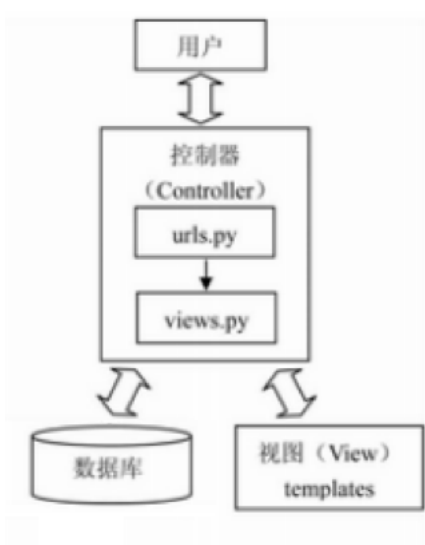 用户
控制器
（Controller）
urls.py
views.py
数据库
视图（View）
templates